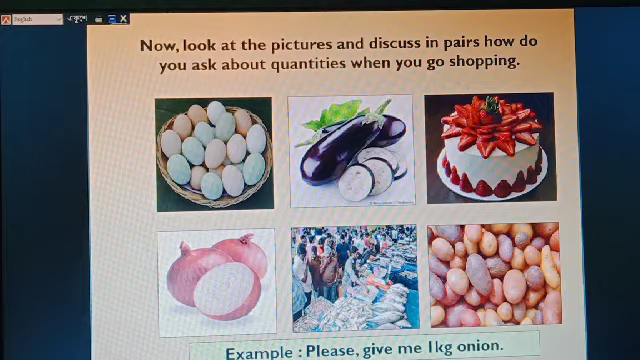 English
Now, look at the pictures and discuss in pairs how do
you ask about quantities when you go shopping.
Example : Please, give me 1kg onion.